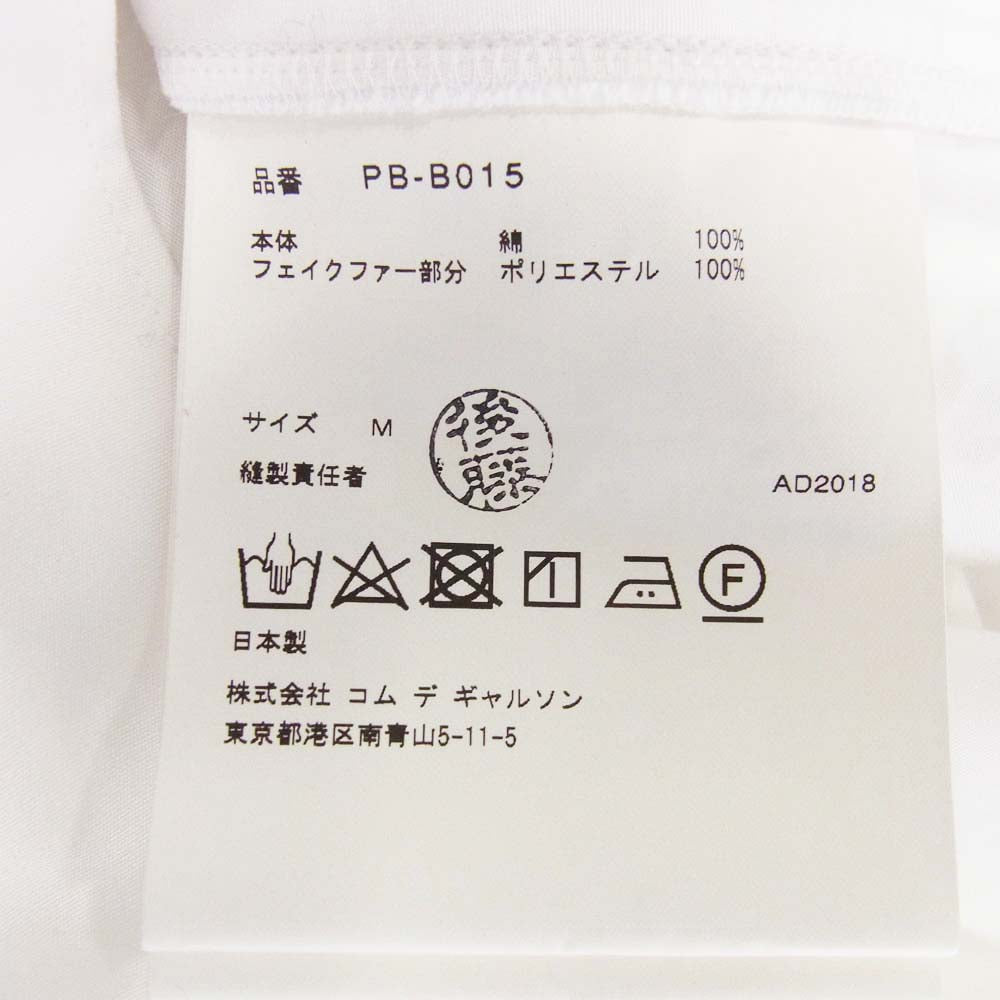 品番 PB-B015
本体 綿 100%
フェイクファー部分 ポリエステル 100%
サイズ M
後藤
縫製責任者 AD2018
F
日本製
株式会社 コム デ ギャルソン
東京都港区南青山5-11-5